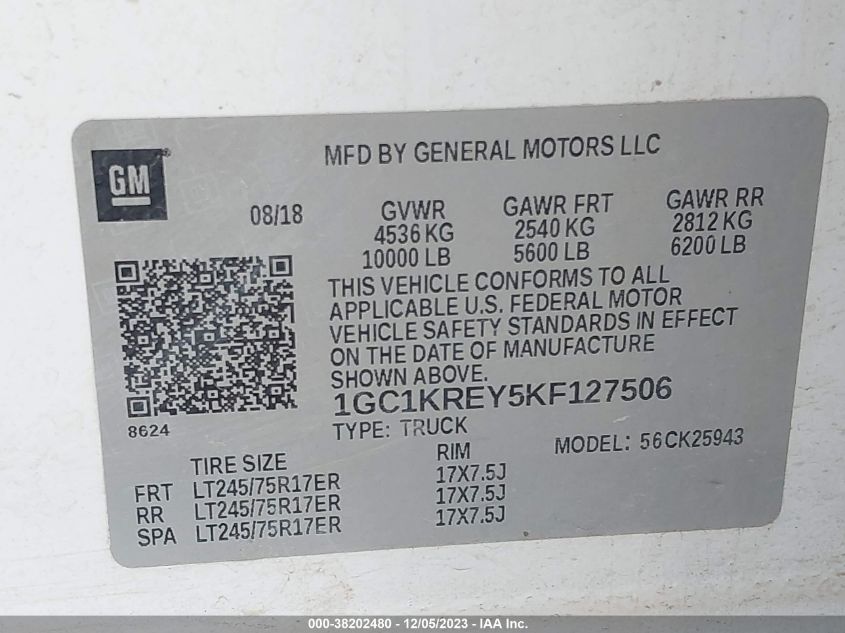 GM®
MFD BY GENERAL MOTORS LLC
08/18
GVWR
4536 KG
10000 LB
GAWR FRT
2540 KG
5600 LB
GAWR RR
2812 KG
6200 LB
THIS VEHICLE CONFORMS TO ALL
APPLICABLE U.S. FEDERAL MOTOR
VEHICLE SAFETY STANDARDS IN EFFECT
ON THE DATE OF MANUFACTURE
SHOWN ABOVE.
1GC1KREY5KF127506
8624
TYPE: TRUCK
MODEL: 56CK25943
TIRE SIZE RIM
FRT LT245/75R17ER 17X7.5J
RR LT245/75R17ER 17X7.5J
SPA LT245/75R17ER 17X7.5J
000-38202480 - 12/05/2023 - IAA Inc.